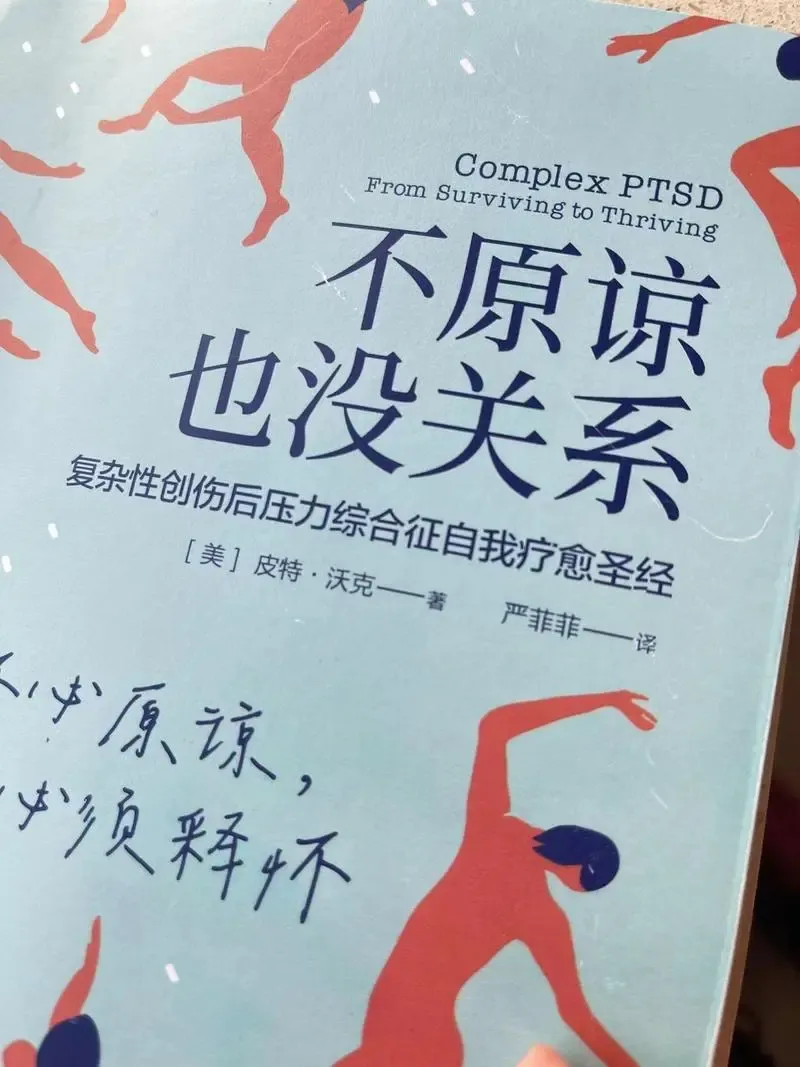 Complex PTSD
From Surviving to Thriving
不原谅
也没关系
复杂性创伤后压力综合征自我疗愈圣经
[美] 皮特·沃克——著 严菲菲——译
必原谅，
必须释怀